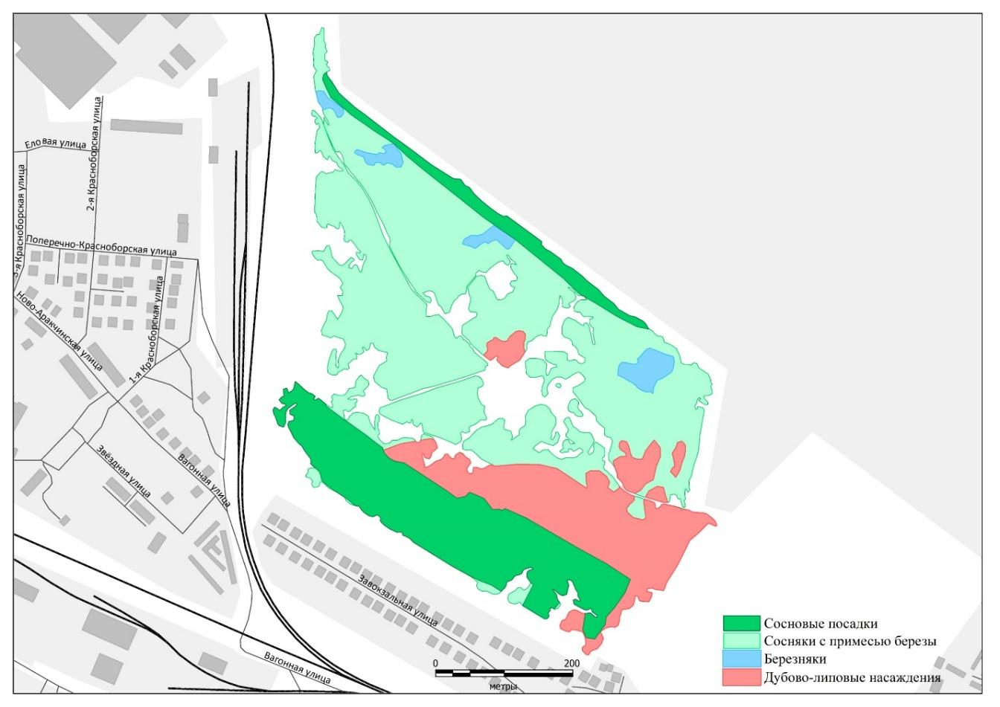 Еловая улица
2-я Красноборская улица
3-я Красноборская улица
Поперечно-Красноборская улица
Ново-Аракчинская улица
1-я Красноборская улица
Звёздная улица
Вагонная улица
Завокзальная улица
Вагонная улица
0 200
метры
Сосновые посадки
Сосняки с примесью березы
Березняки
Дубово-липовые насаждения